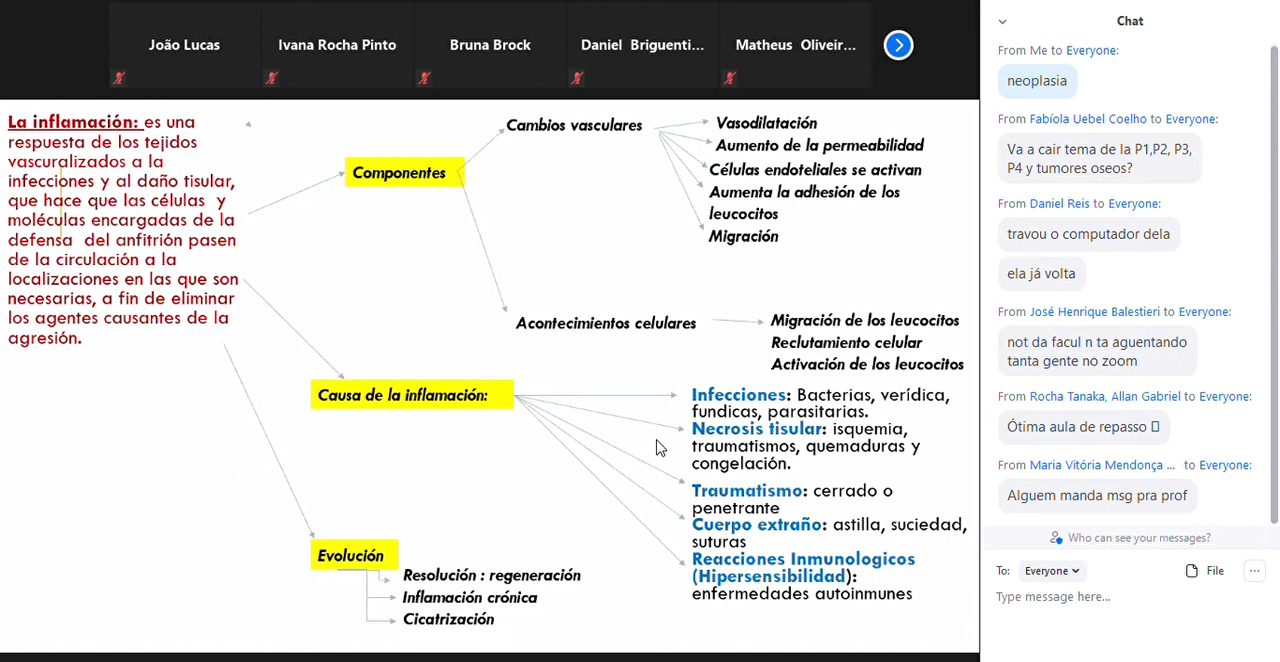 João Lucas
Ivana Rocha Pinto
Bruna Brock
Daniel Briguenti...
Matheus Oliveir...
La inflamación: es una
respuesta de los tejidos
vascuralizados a la
infecciones y al daño tisular,
que hace que las células y
moléculas encargadas de la
defensa del anfitrión pasen
de la circulación a la
localizaciones en las que son
necesarias, a fin de eliminar
los agentes causantes de la
agresión.
Componentes
Cambios vasculares
Vasodilatación
Aumento de la permeabilidad
Células endoteliales se activan
Aumenta la adhesión de los
leucocitos
Migración
Acontecimientos celulares
Migración de los leucocitos
Reclutamiento celular
Activación de los leucocitos
Causa de la inflamación:
Infecciones: Bacterias, verídica,
fundicas, parasitarias.
Necrosis tisular: isquemia,
traumatismos, quemaduras y
congelación.
Traumatismo: cerrado o
penetrante
Cuerpo extraño: astilla, suciedad,
suturas
Reacciones Inmunologicos
(Hipersensibilidad):
enfermedades autoinmunes
Evolución
Resolución : regeneración
Inflamación crónica
Cicatrización
Chat
From Me to Everyone:
neoplasia
From Fabíola Uebel Coelho to Everyone:
Va a cair tema de la P1,P2, P3,
P4 y tumores oseos?
From Daniel Reis to Everyone:
travou o computador dela
ela já volta
From José Henrique Balestieri to Everyone:
not da facul n ta aguentando
tanta gente no zoom
From Rocha Tanaka, Allan Gabriel to Everyone:
Ótima aula de repasso
From Maria Vitória Mendonça ... to Everyone:
Alguem manda msg pra prof
Who can see your messages?
To: Everyone
File
...
Type message here...